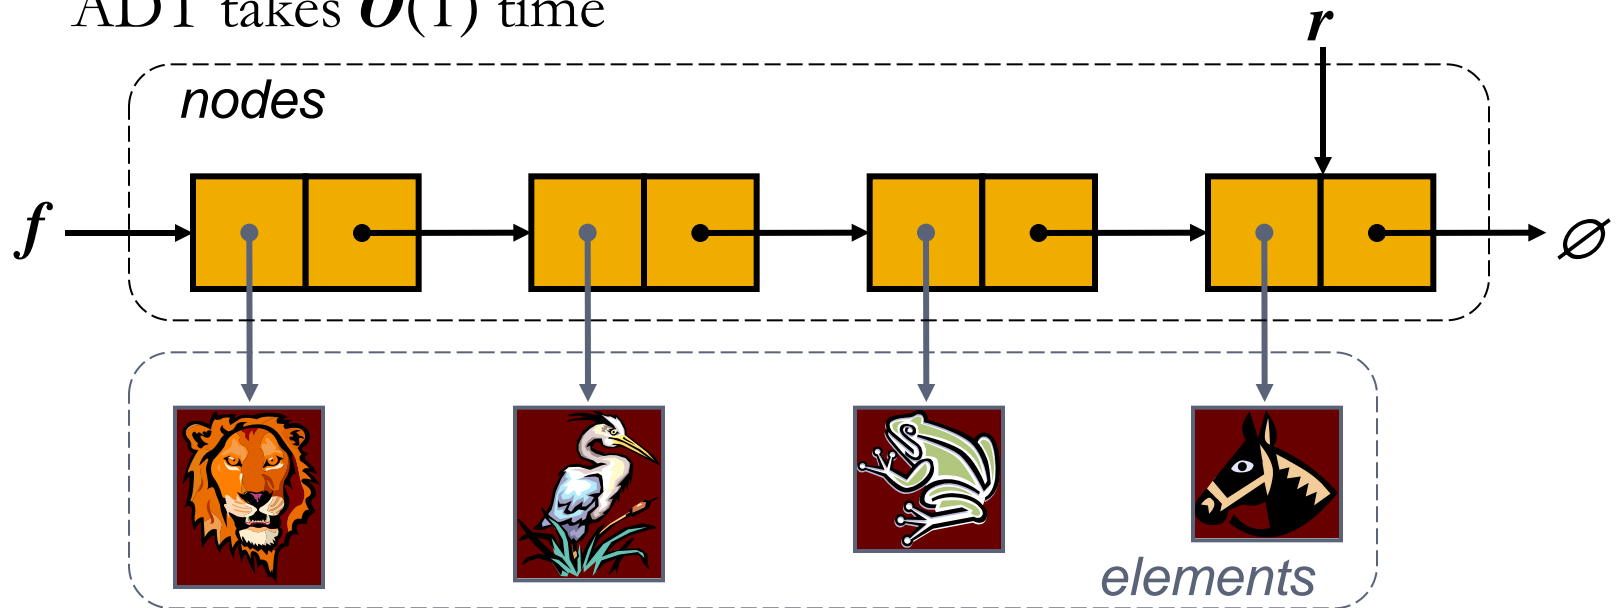 ADT takes O(1) time
r
nodes
f
∅
elements